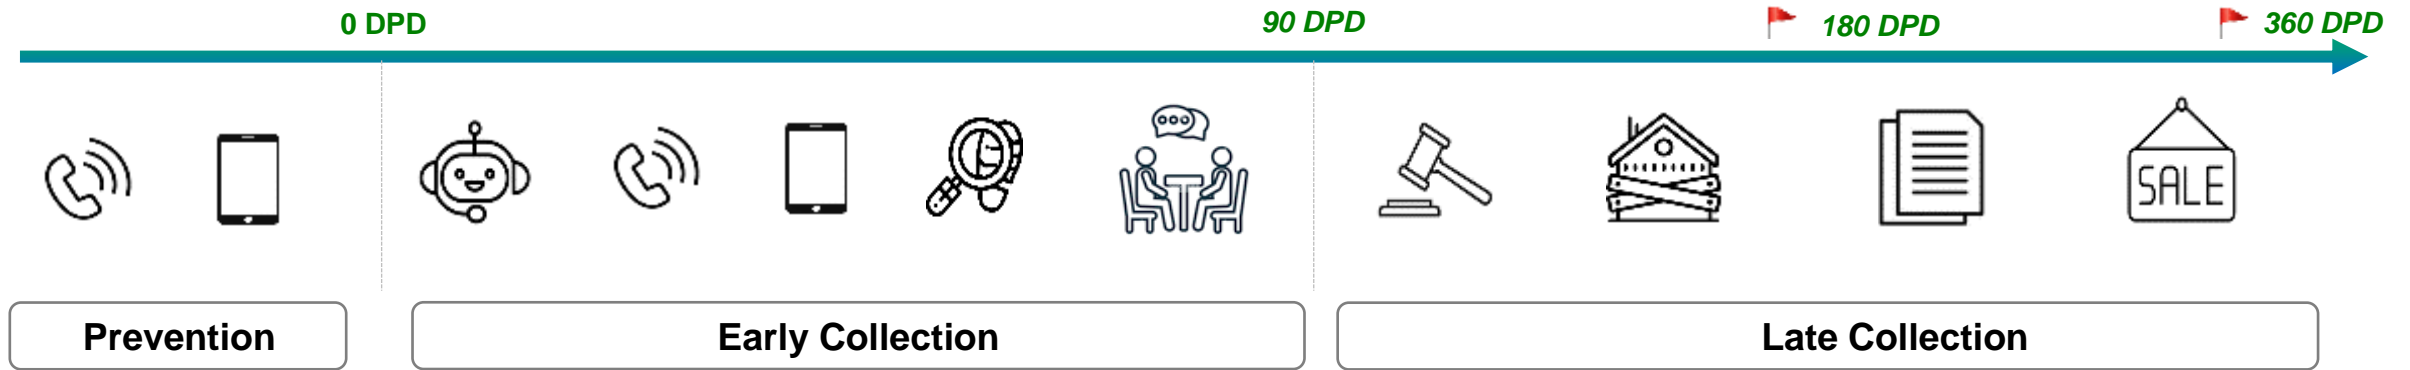 0 DPD
90 DPD
180 DPD
360 DPD
SALE
Prevention
Early Collection
Late Collection